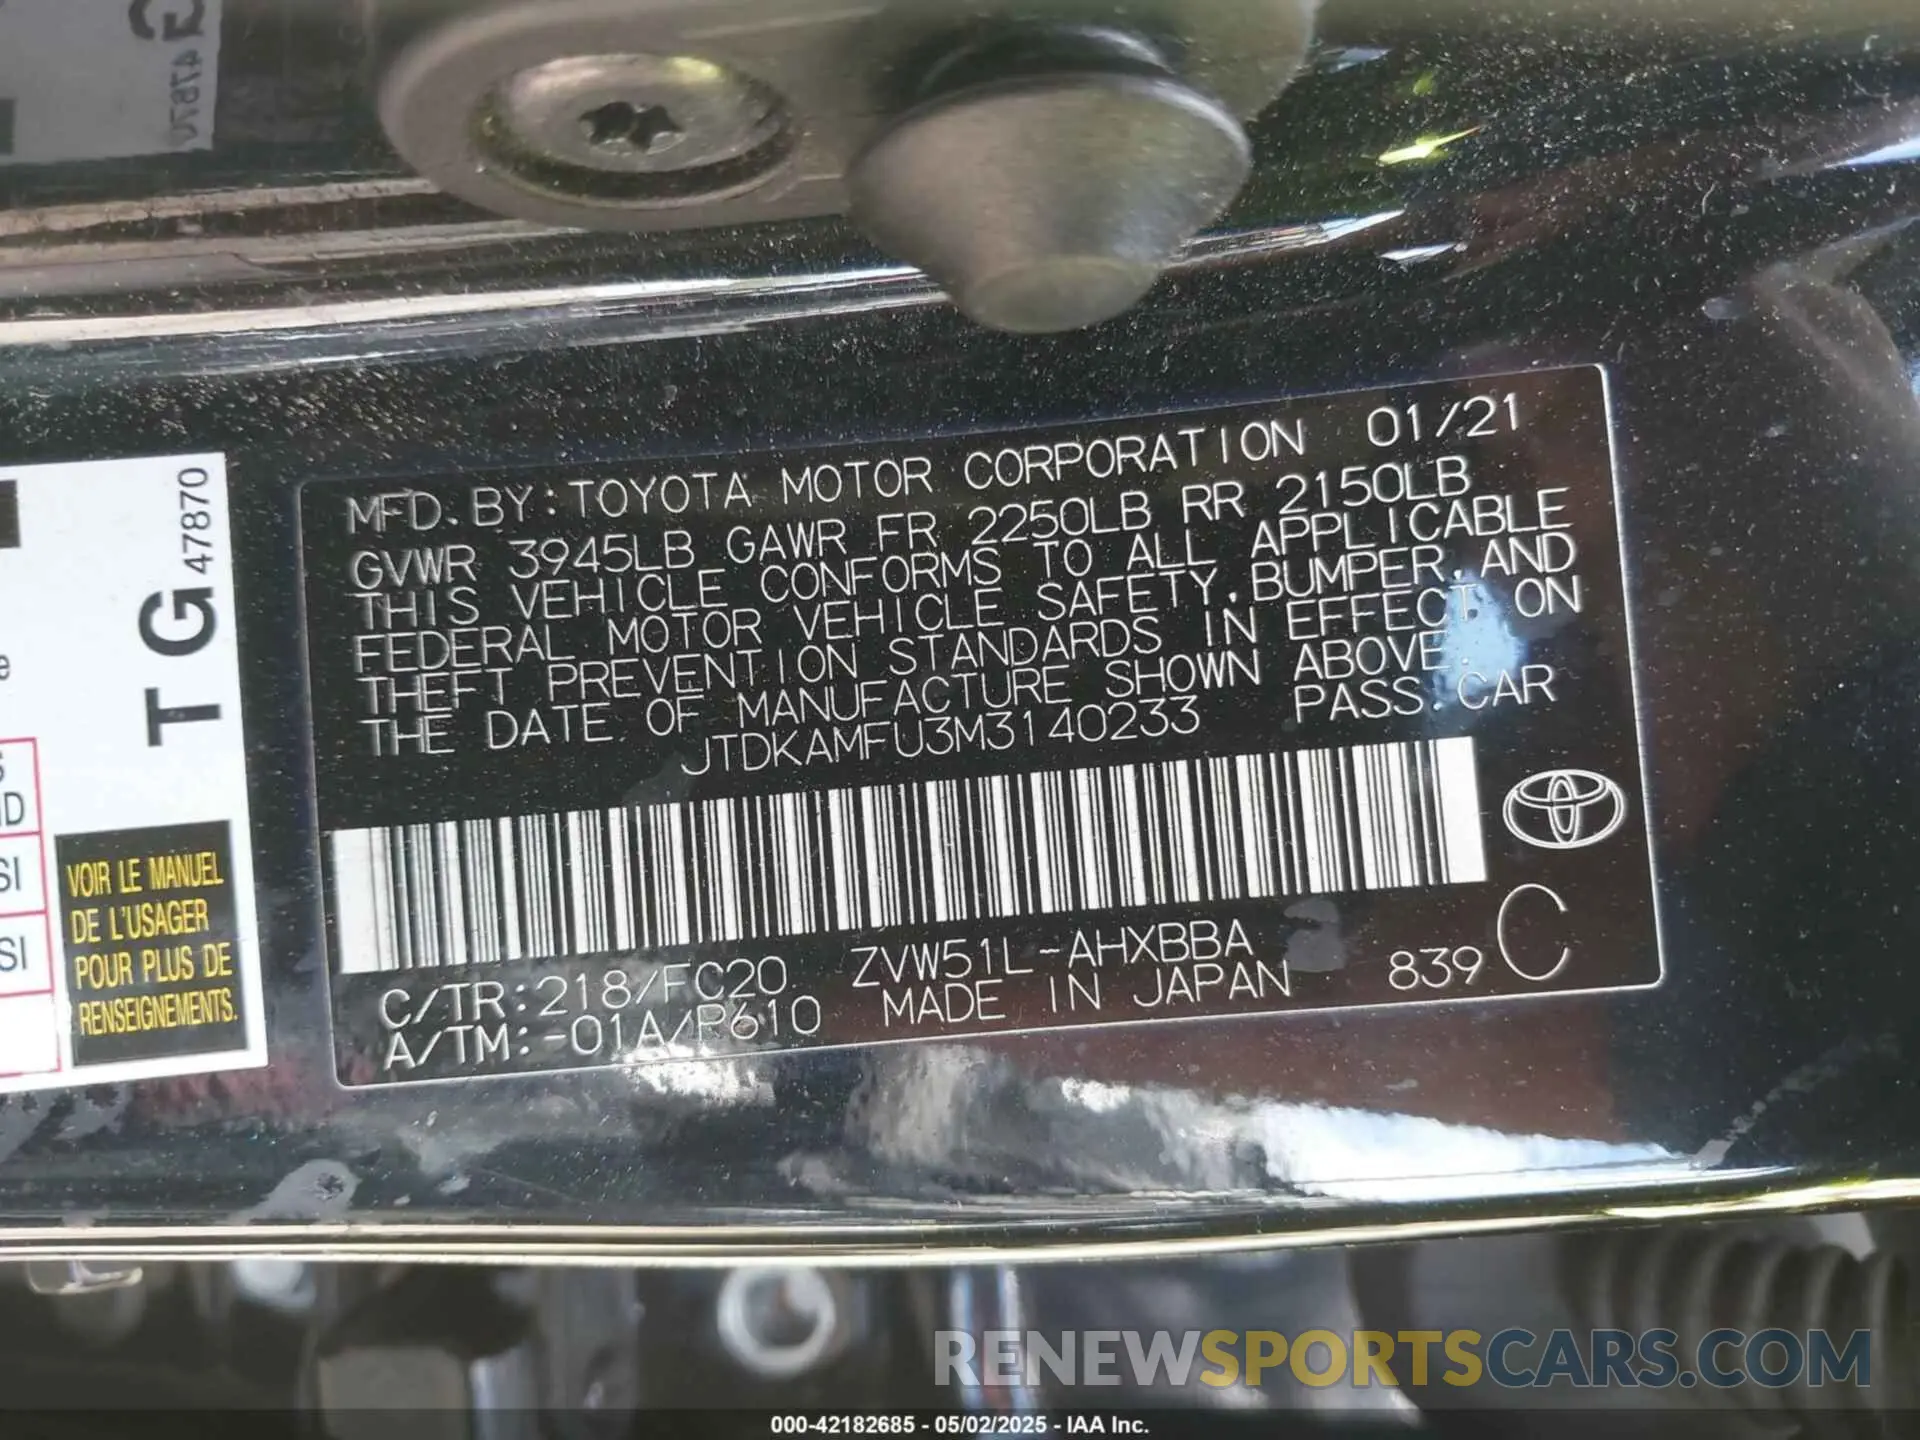 47870
TG 47870
MFD. BY: TOYOTA MOTOR CORPORATION 01/21
GVWR 3945LB GAWR FR 2250LB RR 2150LB
THIS VEHICLE CONFORMS TO ALL APPLICABLE
FEDERAL MOTOR VEHICLE SAFETY, BUMPER, AND
THEFT PREVENTION STANDARDS IN EFFECT ON
THE DATE OF MANUFACTURE SHOWN ABOVE.
JTDKAMFU3M3140233 PASS. CAR
C/TR:218/FC20 ZVW51L-AHXBBA
A/TM:-01A/P610 MADE IN JAPAN 839 C
VOIR LE MANUEL
DE L'USAGER
POUR PLUS DE
RENSEIGNEMENTS.
RENEWSPORTSCARS.COM
000-42182685 - 05/02/2025 - IAA Inc.